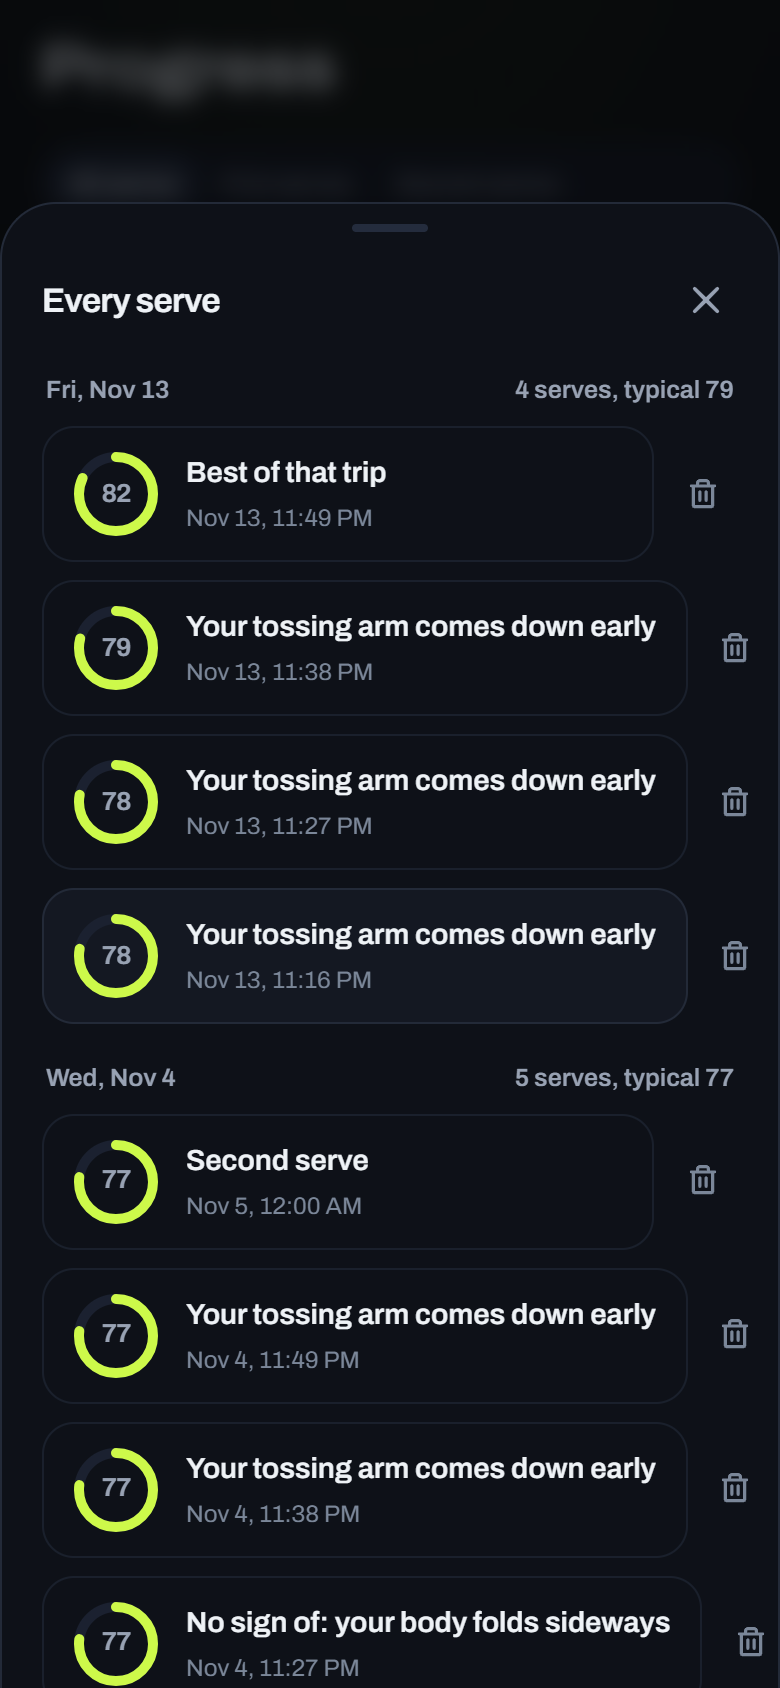 Progress
Every serve
Fri, Nov 13
4 serves, typical 79
82
Best of that trip
Nov 13, 11:49 PM
79
Your tossing arm comes down early
Nov 13, 11:38 PM
78
Your tossing arm comes down early
Nov 13, 11:27 PM
78
Your tossing arm comes down early
Nov 13, 11:16 PM
Wed, Nov 4
5 serves, typical 77
77
Second serve
Nov 5, 12:00 AM
77
Your tossing arm comes down early
Nov 4, 11:49 PM
77
Your tossing arm comes down early
Nov 4, 11:38 PM
77
No sign of: your body folds sideways
Nov 4, 11:27 PM